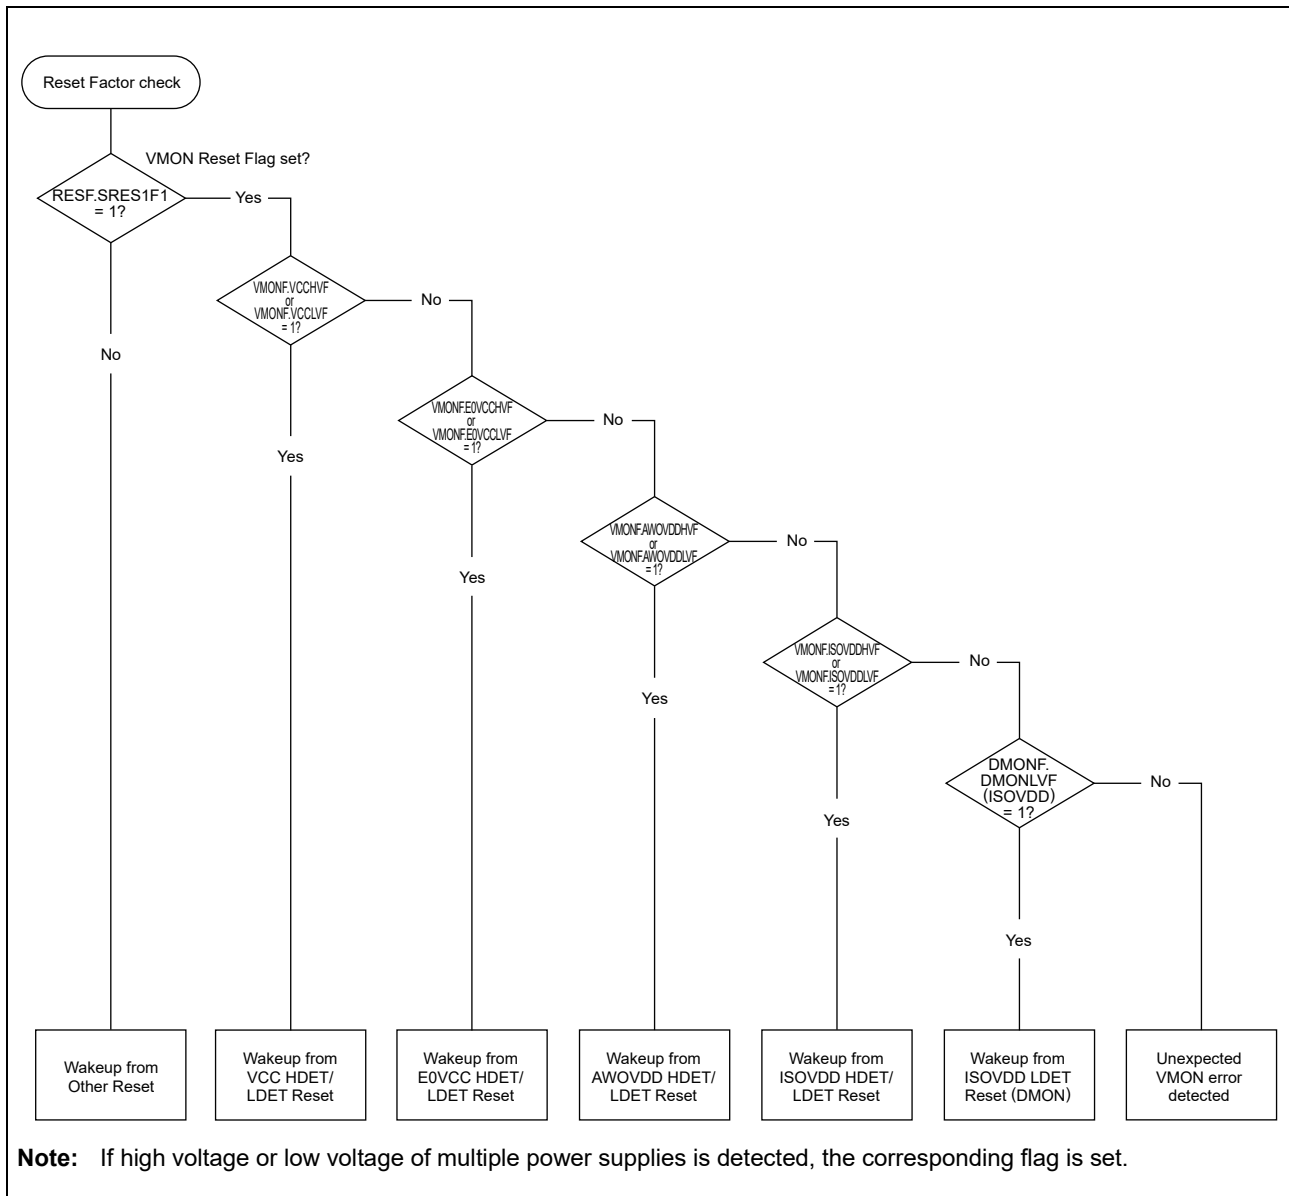 Reset Factor check
VMON Reset Flag set?
RESF.SRES1F1
= 1?
Yes
No
VMONF.VCCHVF
or
VMONF.VCCLVF
= 1?
No
Yes
VMONF.E0VCCHVF
or
VMONF.E0VCCLVF
= 1?
No
Yes
VMONF.AWOVDDHVF
or
VMONF.AWOVDDLVF
= 1?
No
Yes
VMONF.ISOVDDHVF
or
VMONF.ISOVDDLVF
= 1?
No
Yes
DMONF.
DMONLVF
(ISOVDD)
= 1?
No
Yes
Wakeup from
Other Reset
Wakeup from
VCC HDET/
LDET Reset
Wakeup from
E0VCC HDET/
LDET Reset
Wakeup from
AWOVDD HDET/
LDET Reset
Wakeup from
ISOVDD HDET/
LDET Reset
Wakeup from
ISOVDD LDET
Reset (DMON)
Unexpected
VMON error
detected
Note: If high voltage or low voltage of multiple power supplies is detected, the corresponding flag is set.